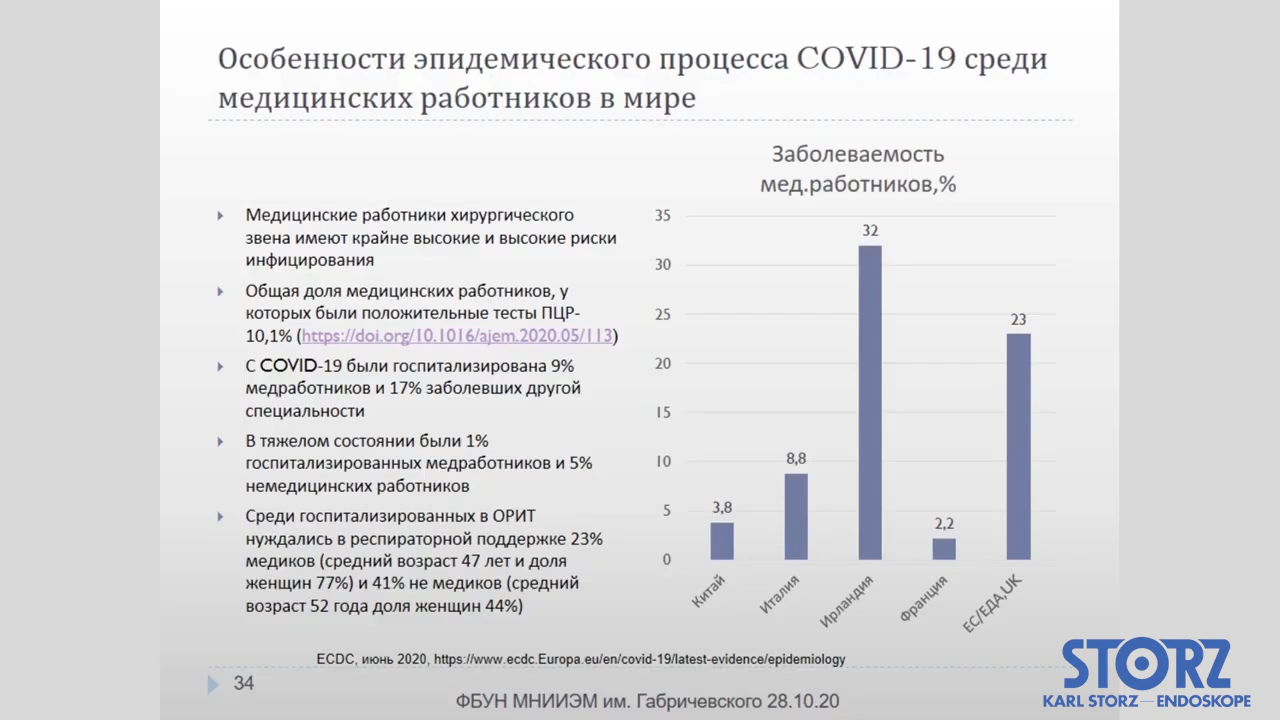 Особенности эпидемического процесса COVID-19 среди
медицинских работников в мире
Медицинские работники хирургического
звена имеют крайне высокие и высокие риски
инфицирования
Общая доля медицинских работников, у
которых были положительные тесты ПЦР-
10,1% (https://doi.org/10.1016/ajem.2020.05/113)
С COVID-19 были госпитализирована 9%
медработников и 17% заболевших другой
специальности
В тяжелом состоянии были 1%
госпитализированных медработников и 5%
немедицинских работников
Среди госпитализированных в ОРИТ
нуждались в респираторной поддержке 23%
медиков (средний возраст 47 лет и доля
женщин 77%) и 41% не медиков (средний
возраст 52 года доля женщин 44%)
Заболеваемость
мед.работников,%
35
30
25
20
15
10
5
0
3,8
8,8
32
2,2
23
Китай
Италия
Ирландия
Франция
ЕС/ЕДА,UK
ECDC, июнь 2020, https://www.ecdc.Europa.eu/en/covid-19/latest-evidence/epidemiology
34
ФБУН МНИИЭМ им. Габричевского 28.10.20
STORZ
KARL STORZ—ENDOSKOPE